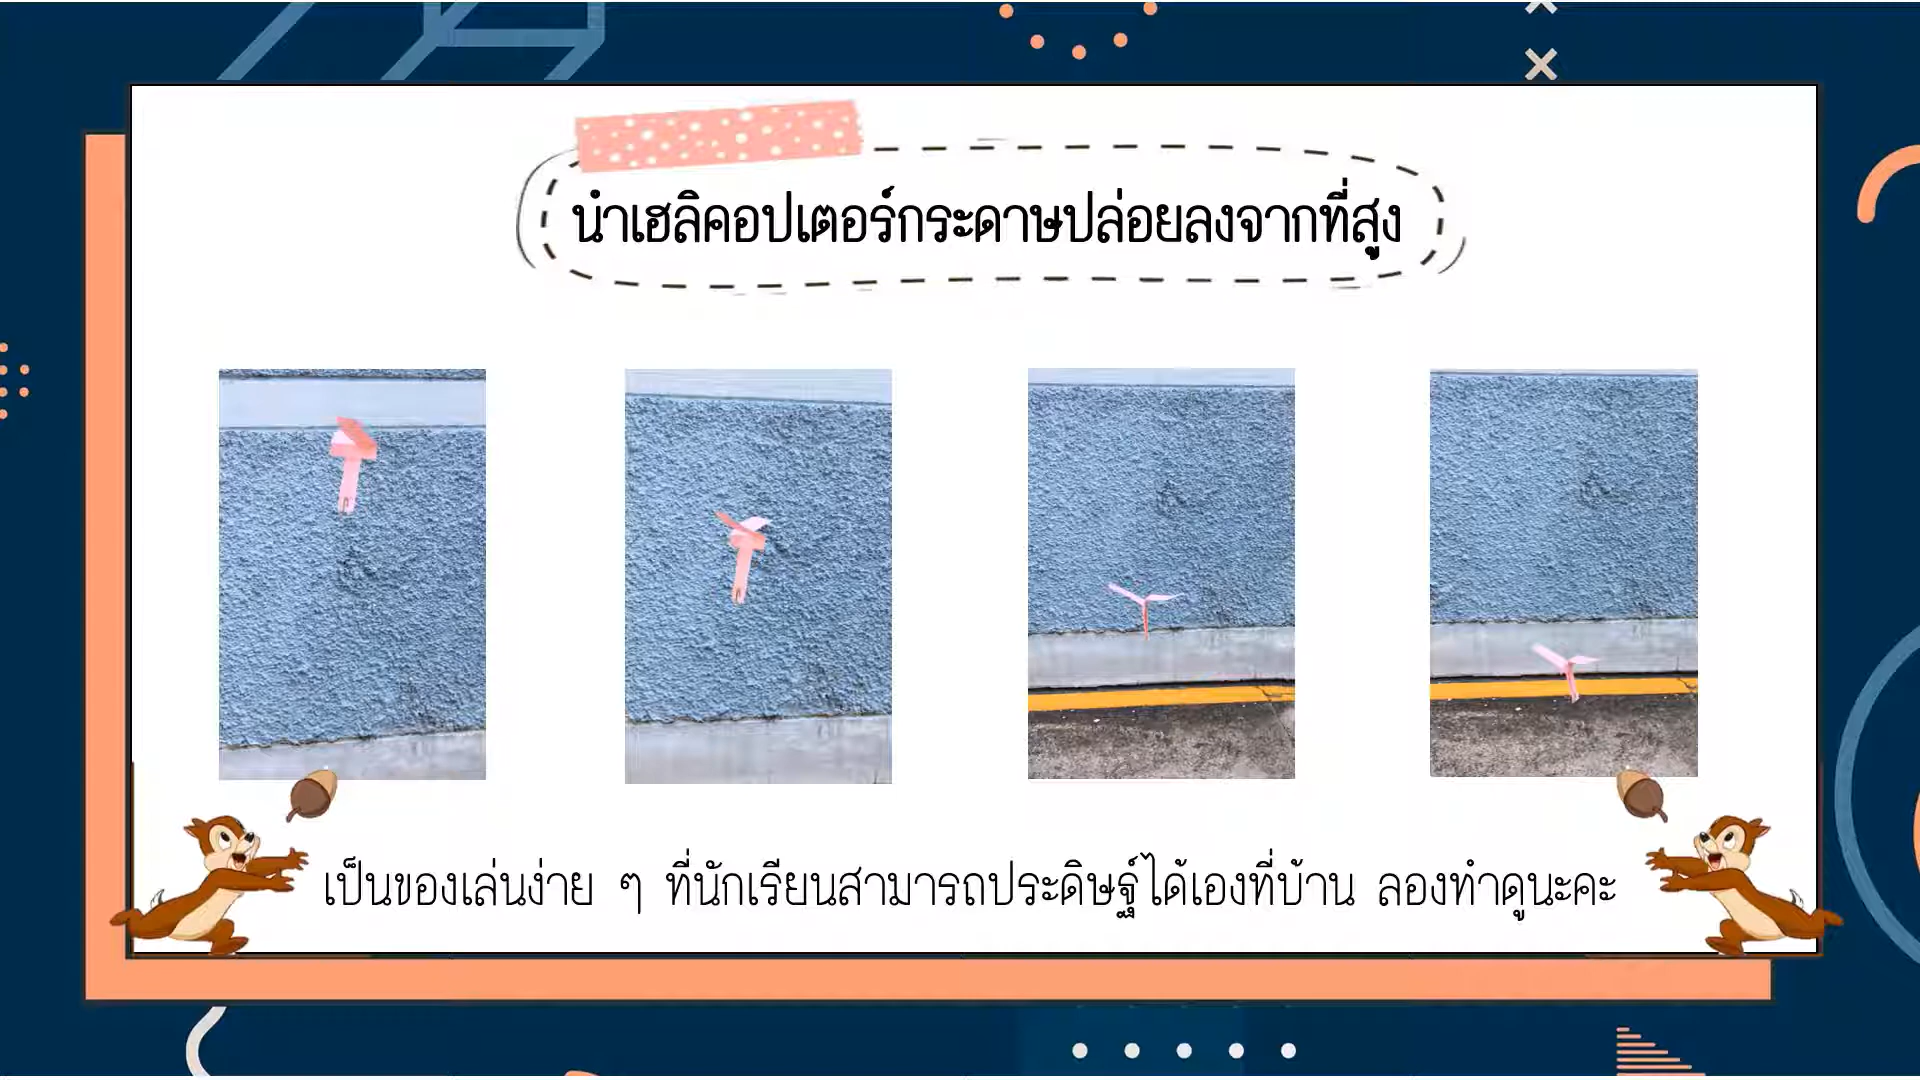 นำเฮลิคอปเตอร์กระดาษปล่อยลงจากที่สูง
เป็นของเล่นง่าย ๆ ที่นักเรียนสามารถประดิษฐ์ได้เองที่บ้าน ลองทำดูนะคะ